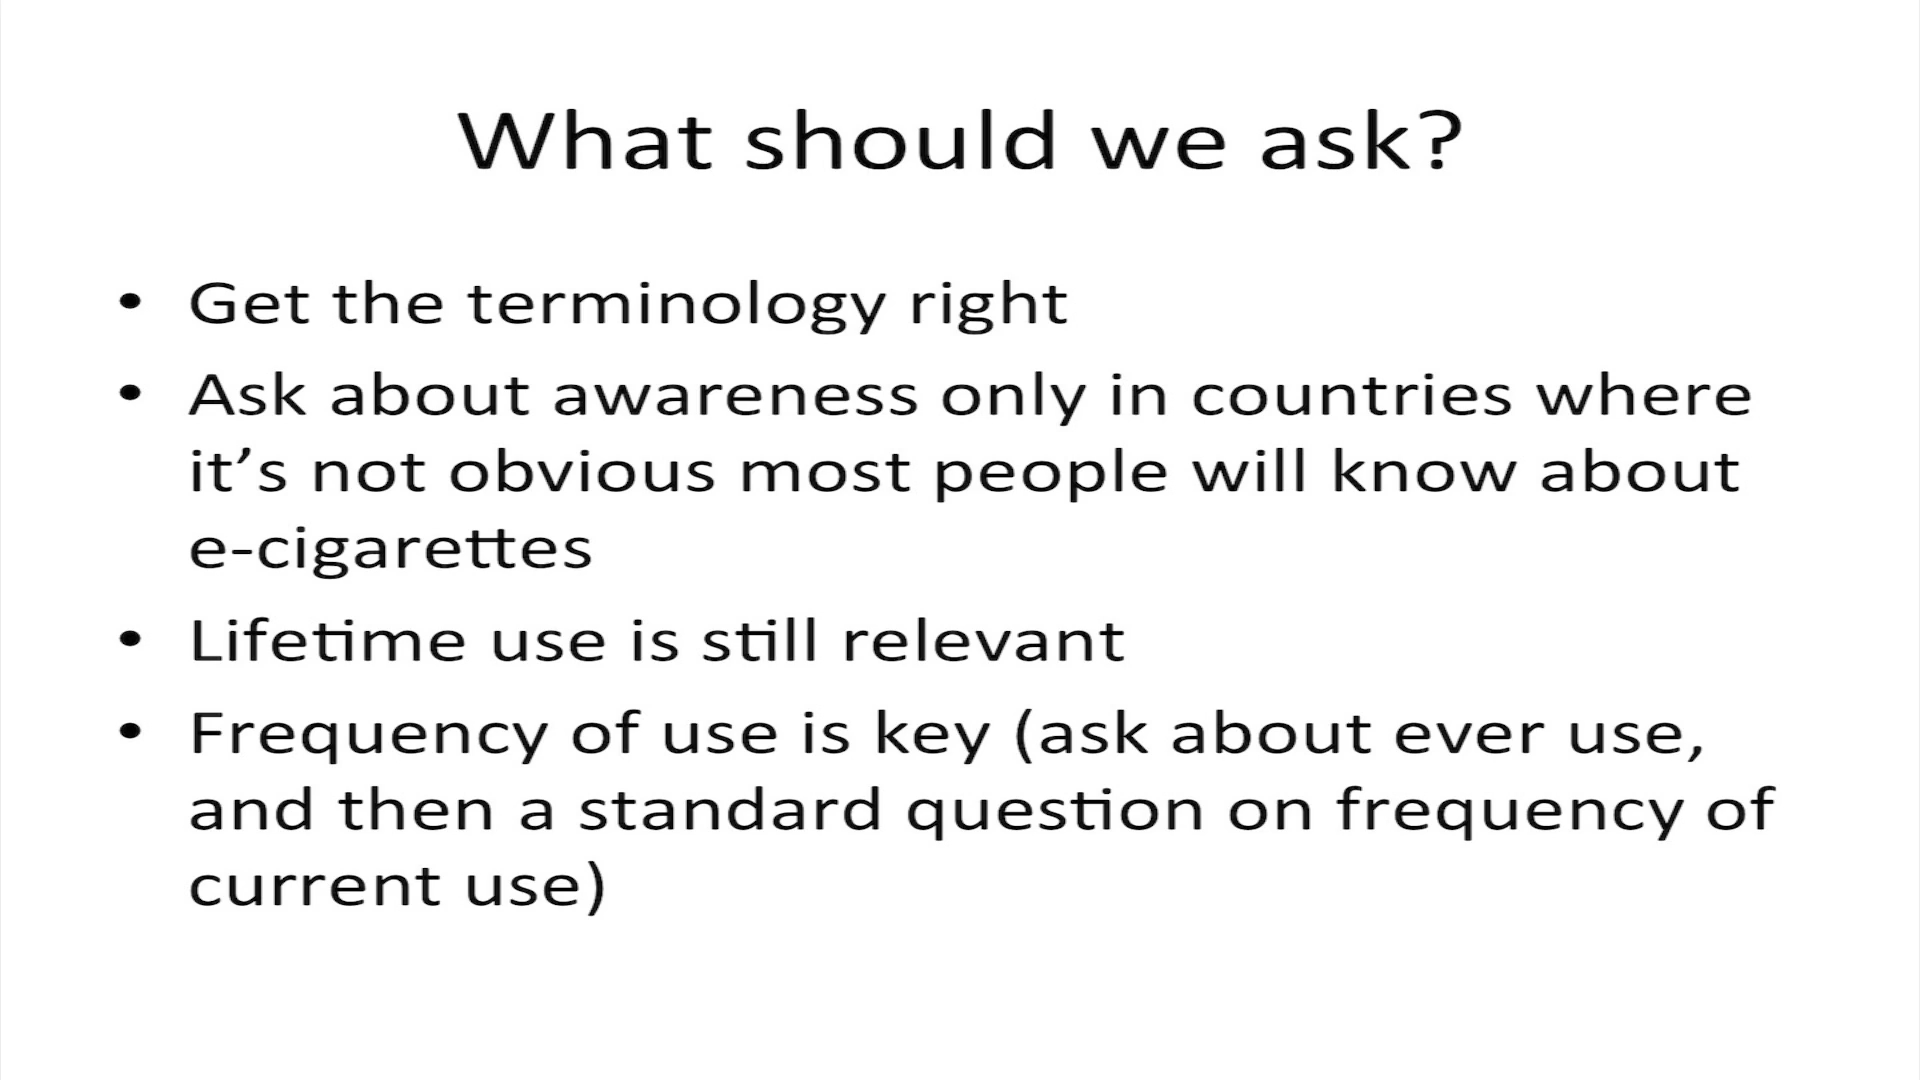 What should we ask?
• Get the terminology right
• Ask about awareness only in countries where
it’s not obvious most people will know about
e-cigarettes
• Lifetime use is still relevant
• Frequency of use is key (ask about ever use,
and then a standard question on frequency of
current use)